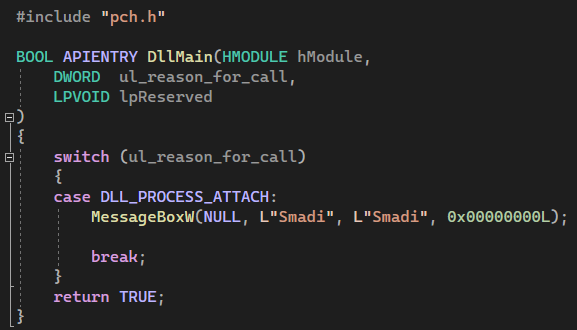 #include "pch.h"
BOOL APIENTRY DllMain(HMODULE hModule,
    DWORD  ul_reason_for_call,
    LPVOID lpReserved
)
{
    switch (ul_reason_for_call)
    {
    case DLL_PROCESS_ATTACH:
        MessageBoxW(NULL, L"Smadi", L"Smadi", 0x00000000L);
        break;
    }
    return TRUE;
}